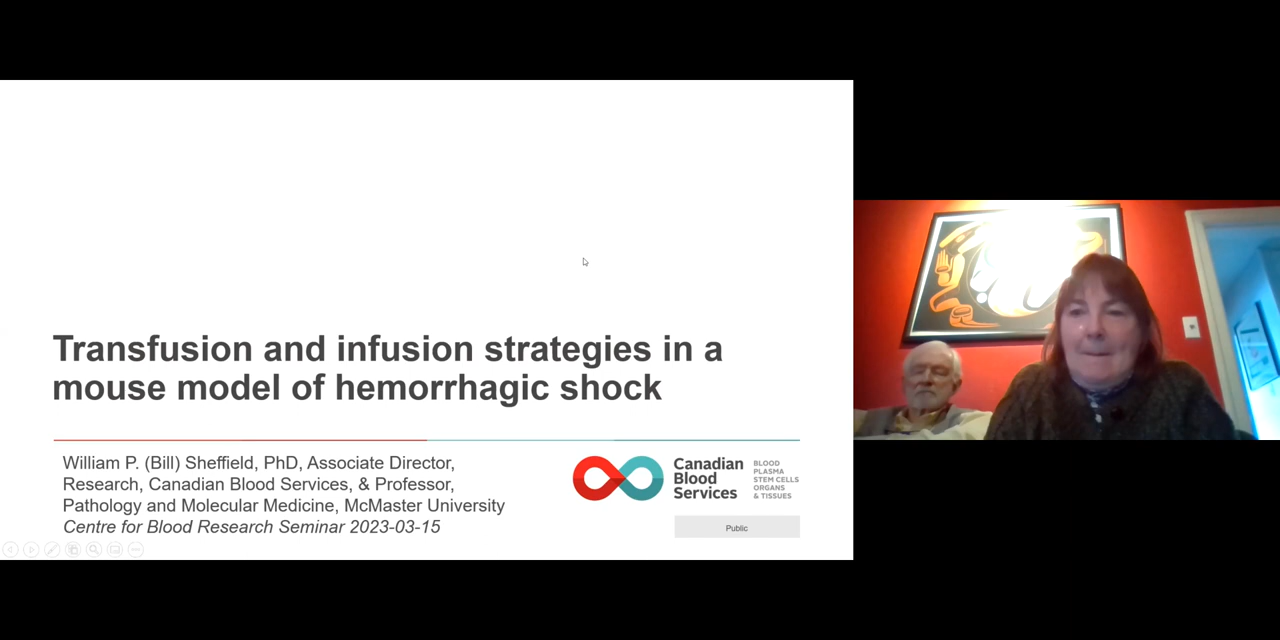 Transfusion and infusion strategies in a
mouse model of hemorrhagic shock
William P. (Bill) Sheffield, PhD, Associate Director,
Research, Canadian Blood Services, & Professor,
Pathology and Molecular Medicine, McMaster University
Centre for Blood Research Seminar 2023-03-15
Canadian
Blood
Services
BLOOD
PLASMA
STEM CELLS
ORGANS
& TISSUES
Public